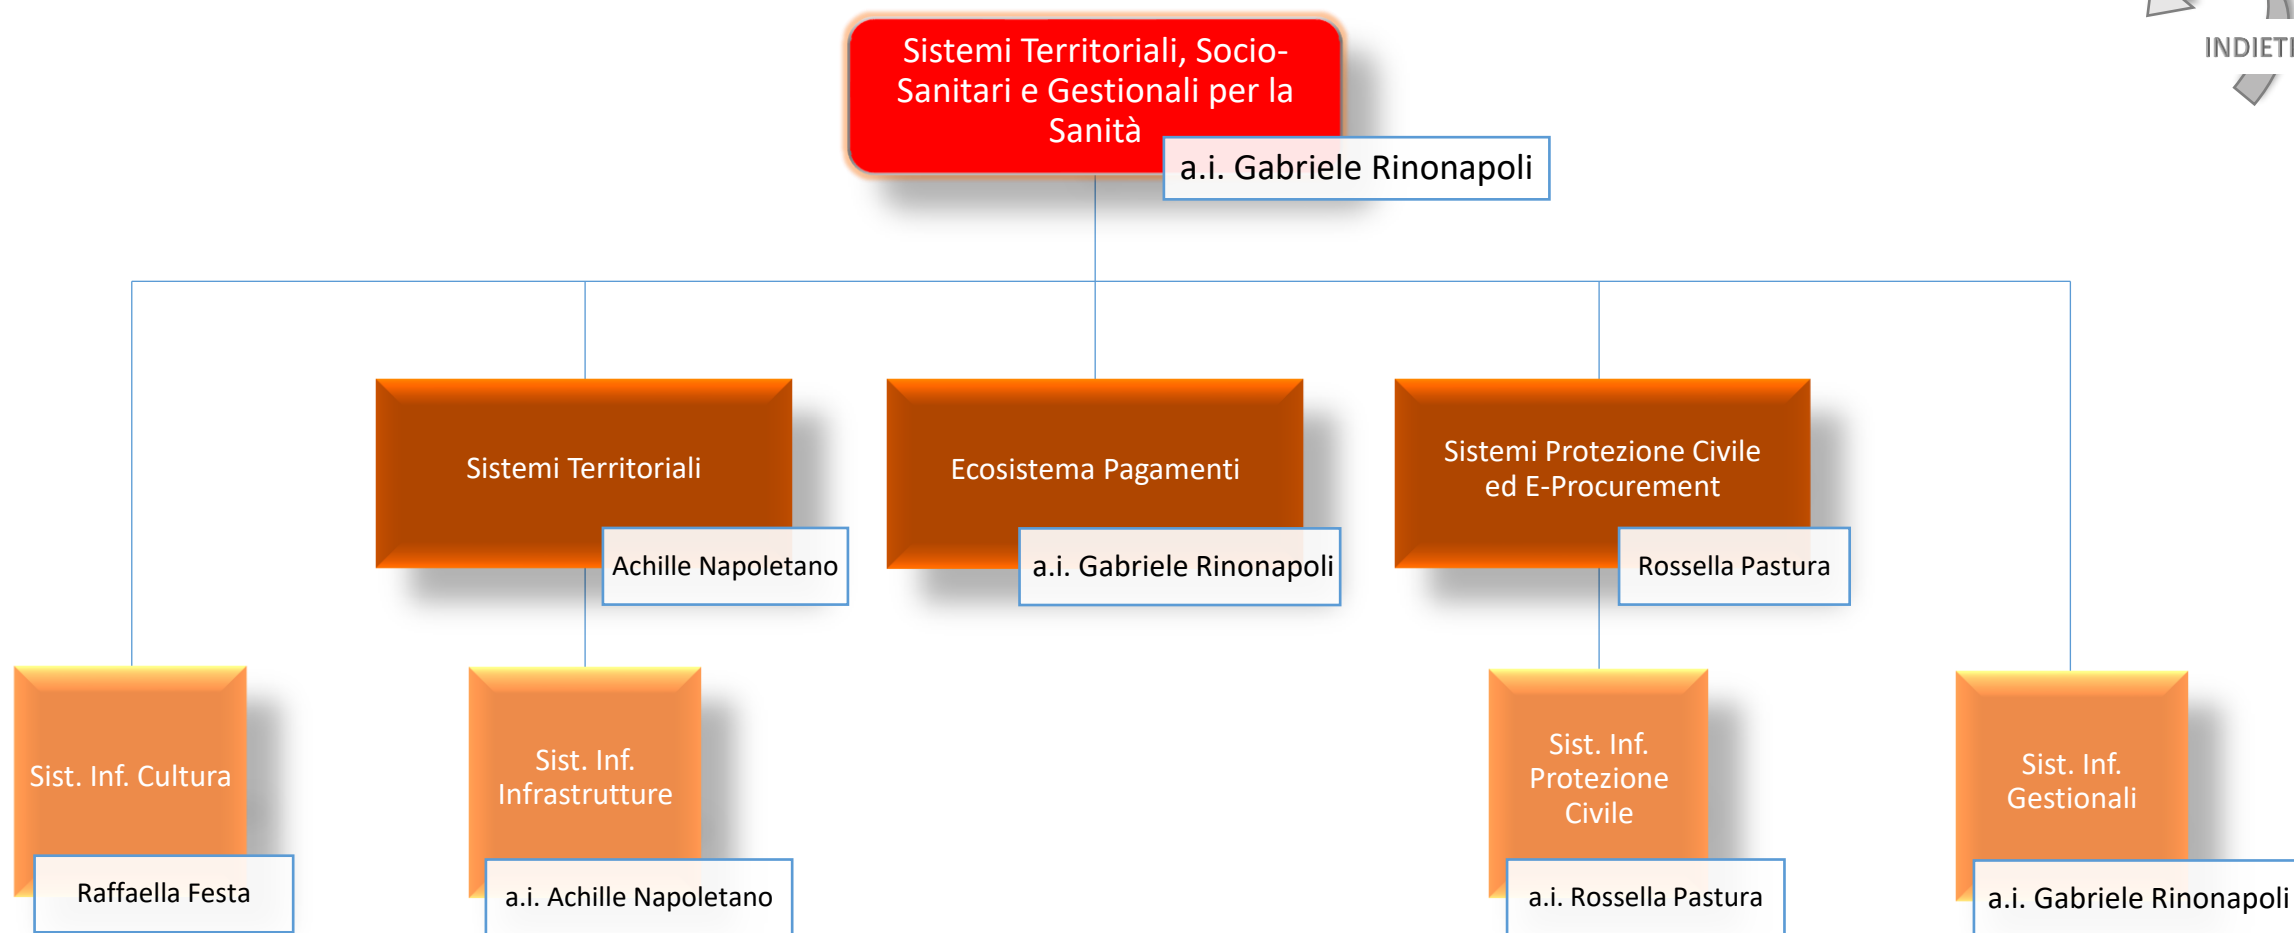 Sistemi Territoriali, Socio-
Sanitari e Gestionali per la
Sanità
a.i. Gabriele Rinonapoli
Sistemi Territoriali
Achille Napoletano
Ecosistema Pagamenti
a.i. Gabriele Rinonapoli
Sistemi Protezione Civile
ed E-Procurement
Rossella Pastura
Sist. Inf. Cultura
Raffaella Festa
Sist. Inf.
Infrastrutture
a.i. Achille Napoletano
Sist. Inf.
Protezione
Civile
a.i. Rossella Pastura
Sist. Inf.
Gestionali
a.i. Gabriele Rinonapoli